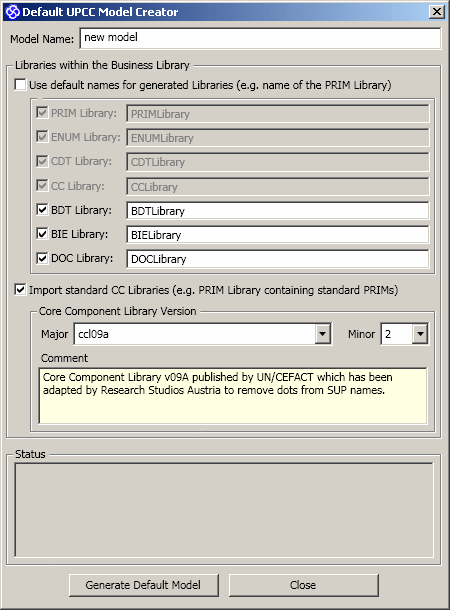 Default UPCC Model Creator
Model Name: new model
Libraries within the Business Library
Use default names for generated Libraries (e.g. name of the PRIM Library)
PRIM Library: PRIMLibrary
ENUM Library: ENUMLibrary
CDT Library: CDTLibrary
CC Library: CCLibrary
BDT Library: BDTLibrary
BIE Library: BIELibrary
DOC Library: DOCLibrary
Import standard CC Libraries (e.g. PRIM Library containing standard PRIMs)
Core Component Library Version
Major ccl09a Minor 2
Comment
Core Component Library v09A published by UN/CEFACT which has been
adapted by Research Studios Austria to remove dots from SUP names.
Status
Generate Default Model Close